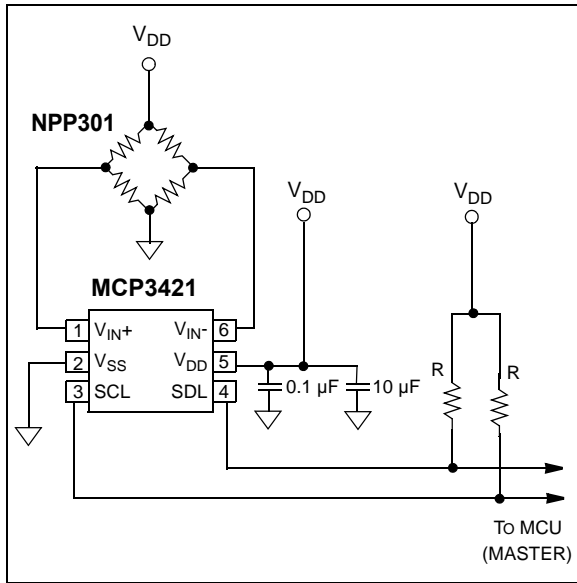 VDD
NPP301
VDD
VDD
MCP3421
1 VIN+ VIN- 6
2 VSS VDD 5
3 SCL SDL 4
0.1 µF 10 µF
R R
TO MCU
(MASTER)